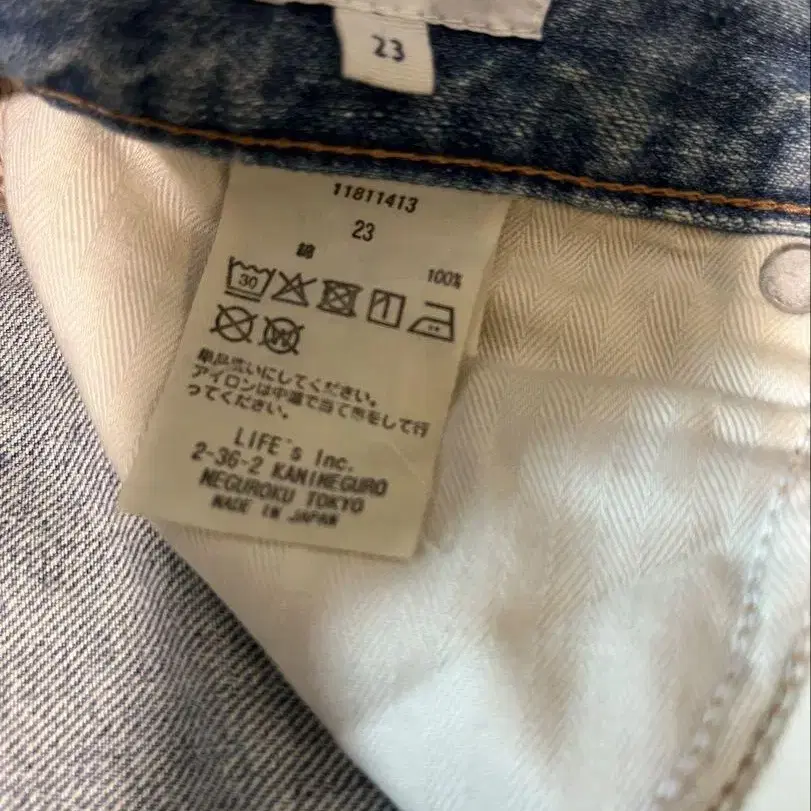 23
11811413
23
綿 100%
30
単品洗いにしてください。
アイロンは中温で当て布をして行
ってください。
LIFE's Inc.
2-36-2 KAMIMEGURO
MEGUROKU TOKYO
MADE IN JAPAN